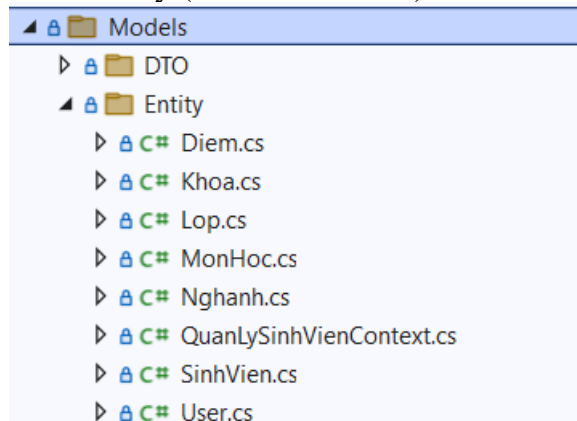 Models
DTO
Entity
C# Diem.cs
C# Khoa.cs
C# Lop.cs
C# MonHoc.cs
C# Nghanh.cs
C# QuanLySinhVienContext.cs
C# SinhVien.cs
C# User.cs